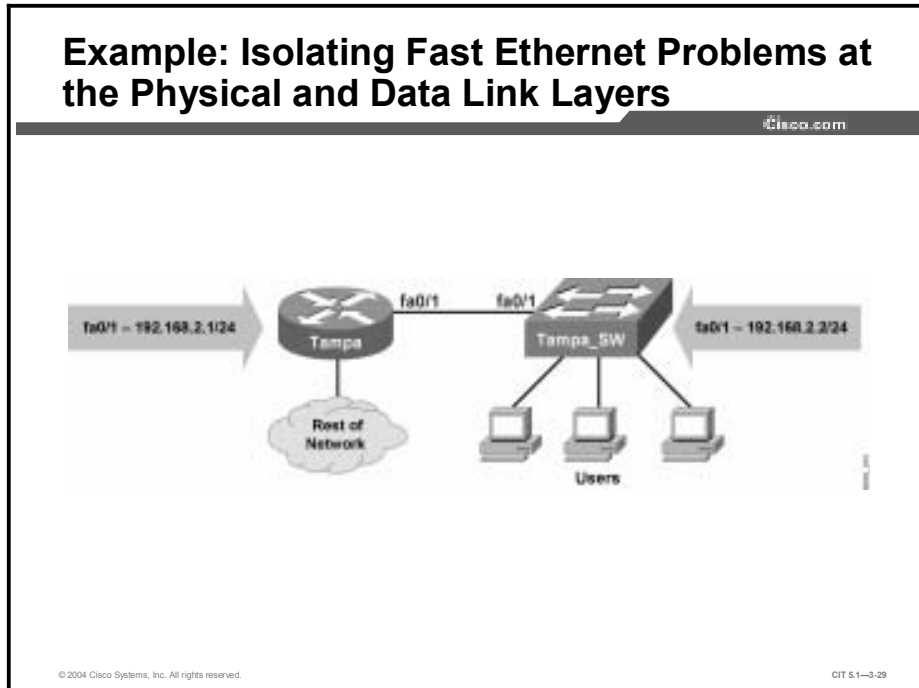 Example: Isolating Fast Ethernet Problems at
the Physical and Data Link Layers
Cisco.com
fa0/1 – 192.168.2.1/24
fa0/1
fa0/1
fa0/1 – 192.168.2.2/24
Tampa
Tampa_SW
Rest of
Network
Users
© 2004 Cisco Systems, Inc. All rights reserved.
CIT 5.1—3-29